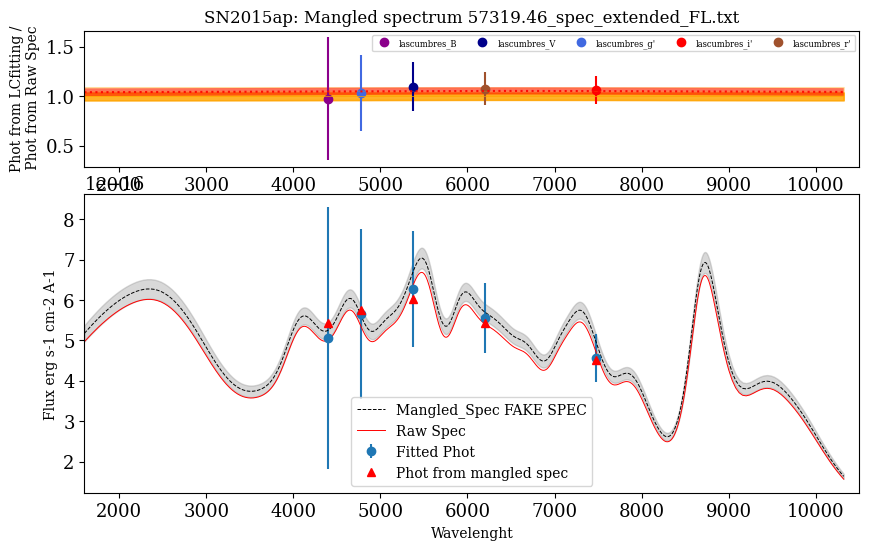 SN2015ap: Mangled spectrum 57319.46_spec_extended_FL.txt
Phot from LCfitting /
Phot from Raw Spec
1.5
1.0
0.5
lascumbres_B
lascumbres_V
lascumbres_g'
lascumbres_i'
lascumbres_r'
2000 3000 4000 5000 6000 7000 8000 9000 10000
1e−16
Flux erg s-1 cm-2 A-1
8
7
6
5
4
3
2
Mangled_Spec FAKE SPEC
Raw Spec
Fitted Phot
Phot from mangled spec
2000 3000 4000 5000 6000 7000 8000 9000 10000
Wavelenght